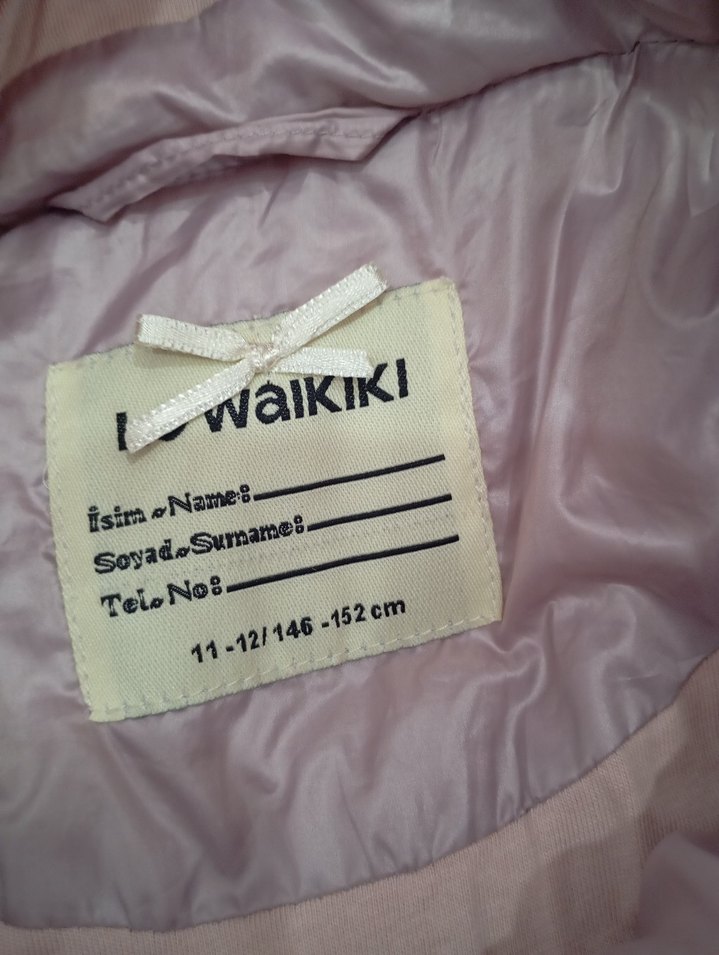 waikiki
İsim - Name:
Soyad - Surname:
Tel. No:
11 -12/ 146 -152 cm